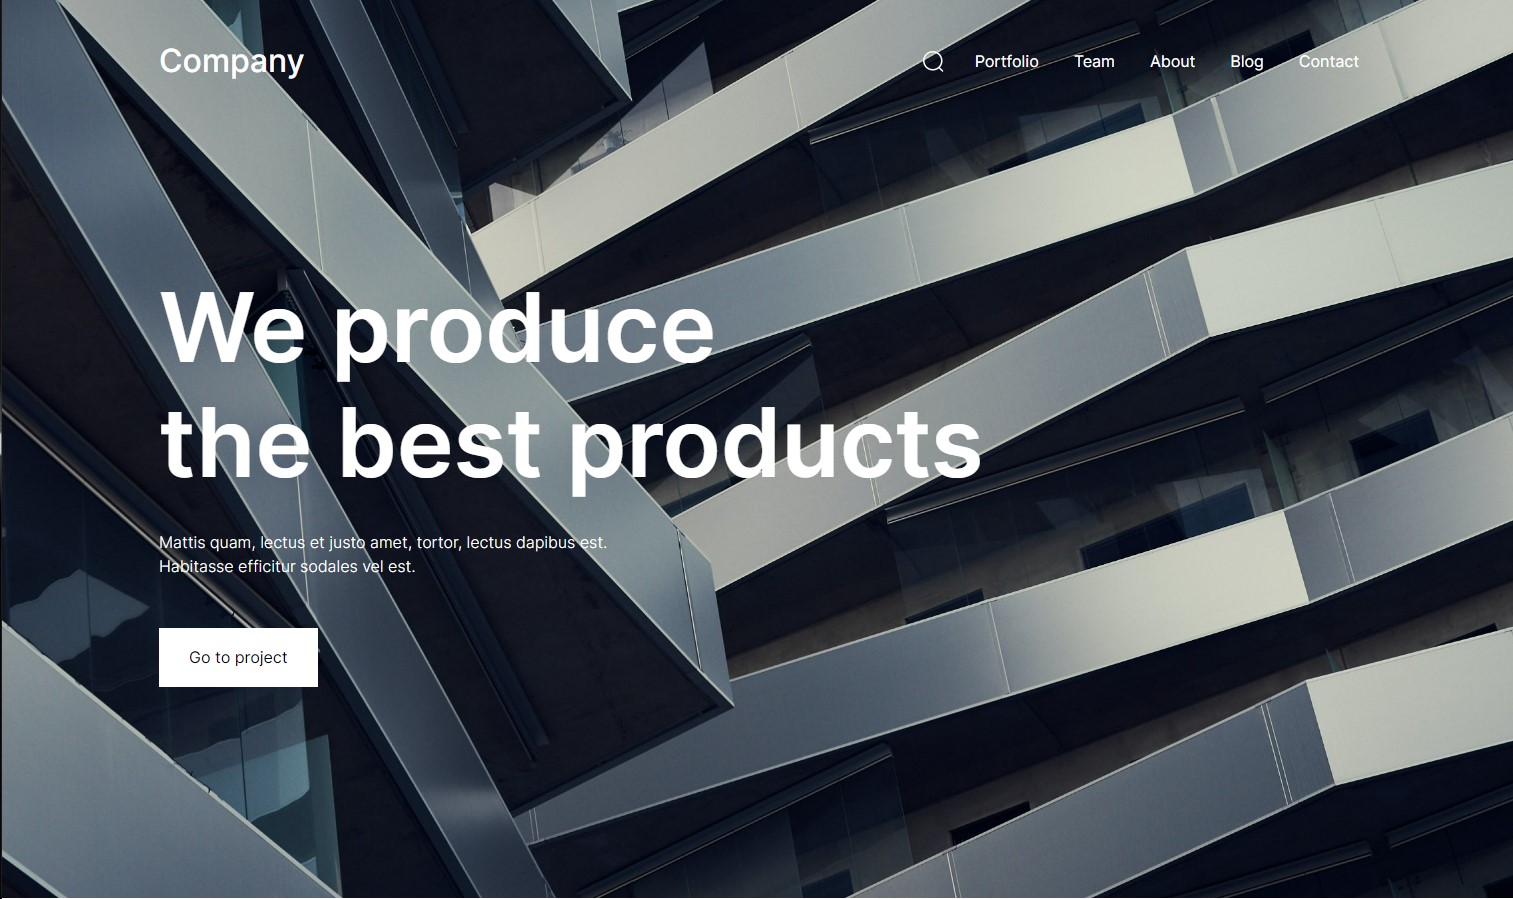 Company
Portfolio Team About Blog Contact
We produce
the best products
Mattis quam, lectus et justo amet, tortor, lectus dapibus est.
Habitasse efficitur sodales vel est.
Go to project